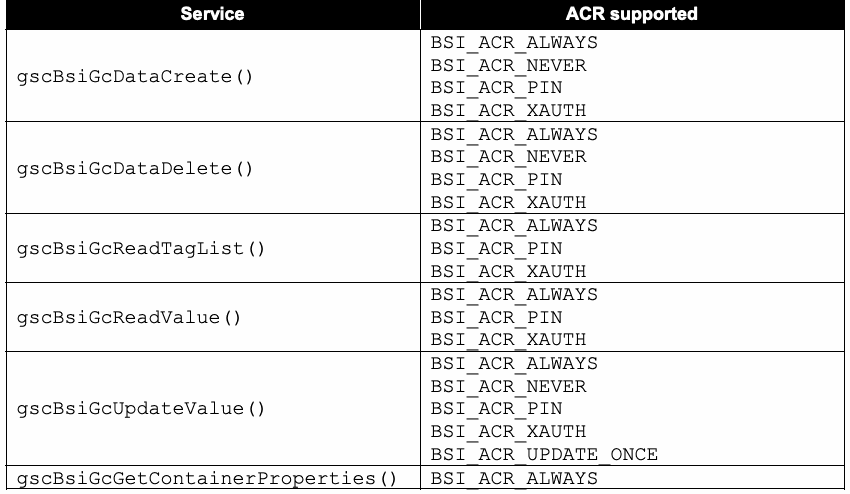 Service ACR supported
gscBsiGcDataCreate()
BSI_ACR_ALWAYS
BSI_ACR_NEVER
BSI_ACR_PIN
BSI_ACR_XAUTH
gscBsiGcDataDelete()
BSI_ACR_ALWAYS
BSI_ACR_NEVER
BSI_ACR_PIN
BSI_ACR_XAUTH
gscBsiGcReadTagList()
BSI_ACR_ALWAYS
BSI_ACR_PIN
BSI_ACR_XAUTH
gscBsiGcReadValue()
BSI_ACR_ALWAYS
BSI_ACR_PIN
BSI_ACR_XAUTH
gscBsiGcUpdateValue()
BSI_ACR_ALWAYS
BSI_ACR_NEVER
BSI_ACR_PIN
BSI_ACR_XAUTH
BSI_ACR_UPDATE_ONCE
gscBsiGcGetContainerProperties() BSI_ACR_ALWAYS